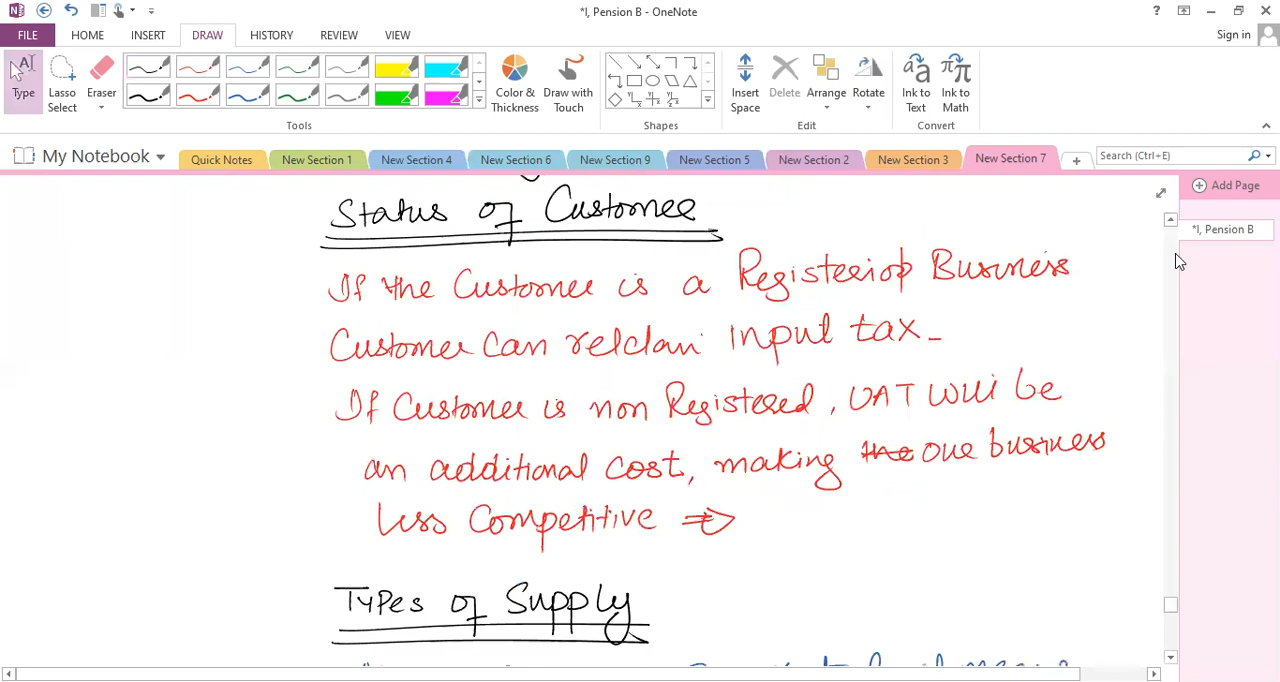 *I, Pension B - OneNote
?
Sign in
FILE HOME INSERT DRAW HISTORY REVIEW VIEW
Type
Lasso Select
Eraser
Color & Thickness
Draw with Touch
Insert Space
Delete
Arrange
Rotate
Ink to Text
Ink to Math
Tools Shapes Edit Convert
My Notebook Quick Notes New Section 1 New Section 4 New Section 6 New Section 9 New Section 5 New Section 2 New Section 3 New Section 7 Search (Ctrl+E)
Add Page
*I, Pension B
Status of Customer
If the Customer is a Business
Customer can input tax
If Customer is non Registered, VAT will be
an additional cost, making the our business
less Competitive ⇒
Types of Supply